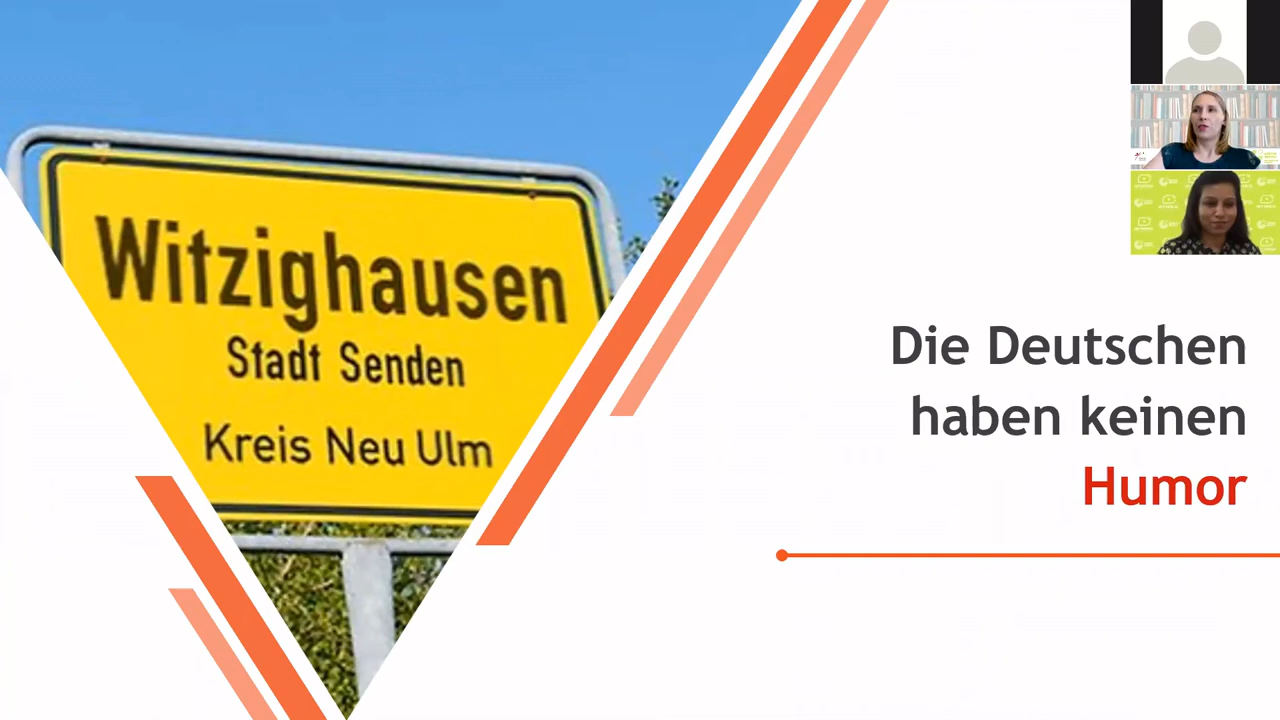 Witzighausen
Stadt Senden
Kreis Neu Ulm
Die Deutschen
haben keinen
Humor